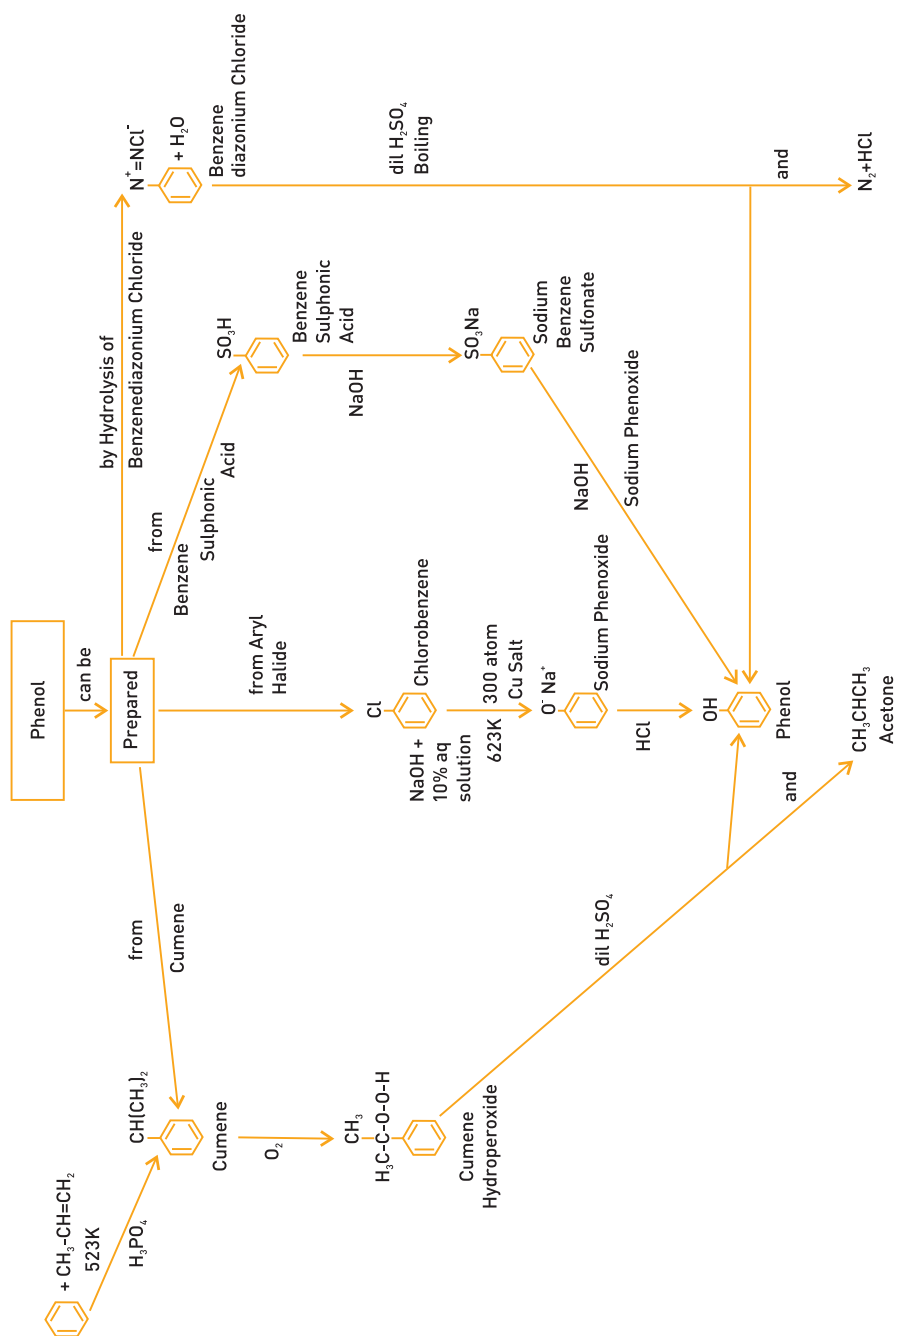 Phenol
can be
Prepared
from
Cumene
from Aryl
Halide
from
Benzene
Sulphonic
Acid
by Hydrolysis of
Benzenediazonium Chloride
+ CH₃-CH=CH₂
523K
H₃PO₄
CH(CH₃)₂
Cumene
O₂
CH₃
H₃C-C-O-O-H
Cumene
Hydroperoxide
dil H₂SO₄
and
CH₃CHCH₃
Acetone
Cl
Chlorobenzene
NaOH +
10% aq
solution
623K
300 atom
Cu Salt
O⁻ Na⁺
Sodium Phenoxide
HCl
OH
Phenol
SO₃H
Benzene
Sulphonic
Acid
NaOH
SO₃Na
Sodium
Benzene
Sulfonate
NaOH
Sodium Phenoxide
N⁺=NCl⁻
+ H₂O
Benzene
diazonium Chloride
dil H₂SO₄
Boiling
and
N₂+HCl